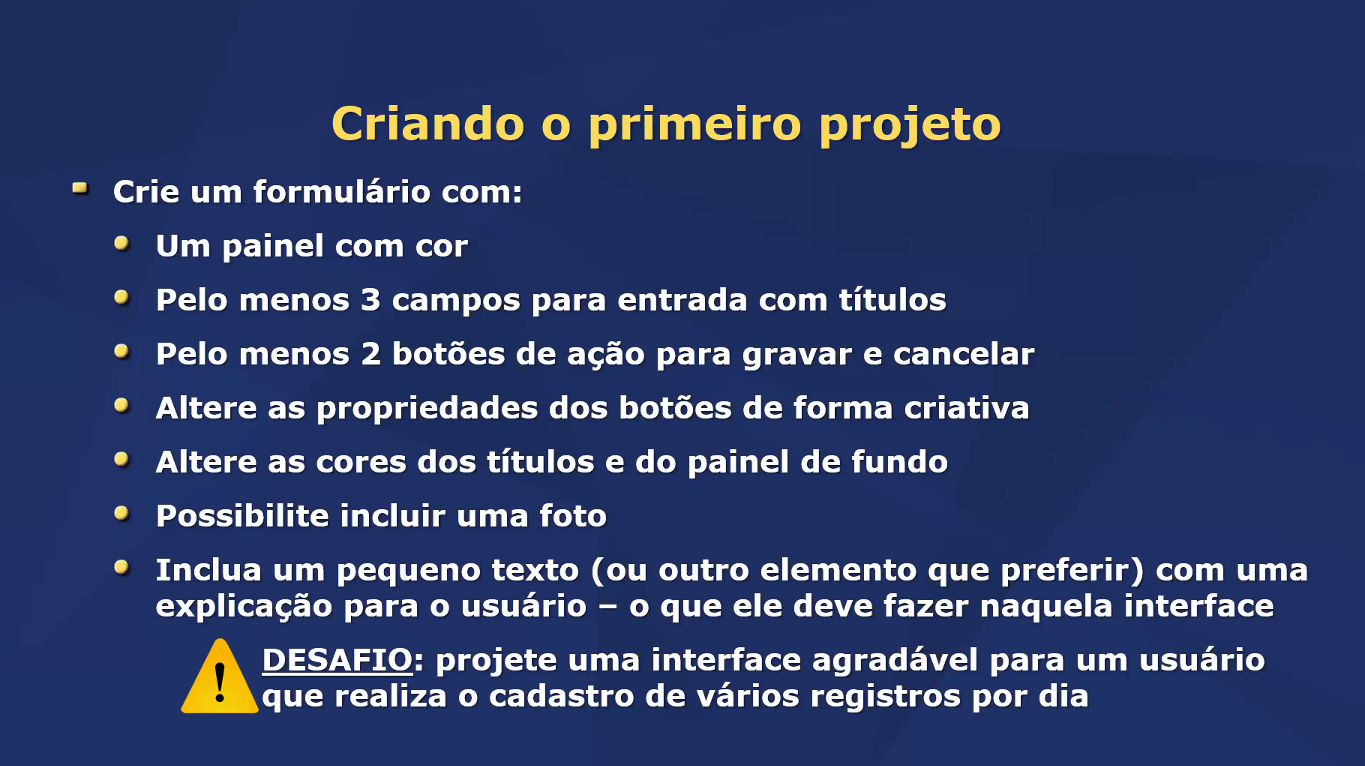 Criando o primeiro projeto
Crie um formulário com:
Um painel com cor
Pelo menos 3 campos para entrada com títulos
Pelo menos 2 botões de ação para gravar e cancelar
Altere as propriedades dos botões de forma criativa
Altere as cores dos títulos e do painel de fundo
Possibilite incluir uma foto
Inclua um pequeno texto (ou outro elemento que preferir) com uma
explicação para o usuário – o que ele deve fazer naquela interface
DESAFIO: projete uma interface agradável para um usuário
que realiza o cadastro de vários registros por dia